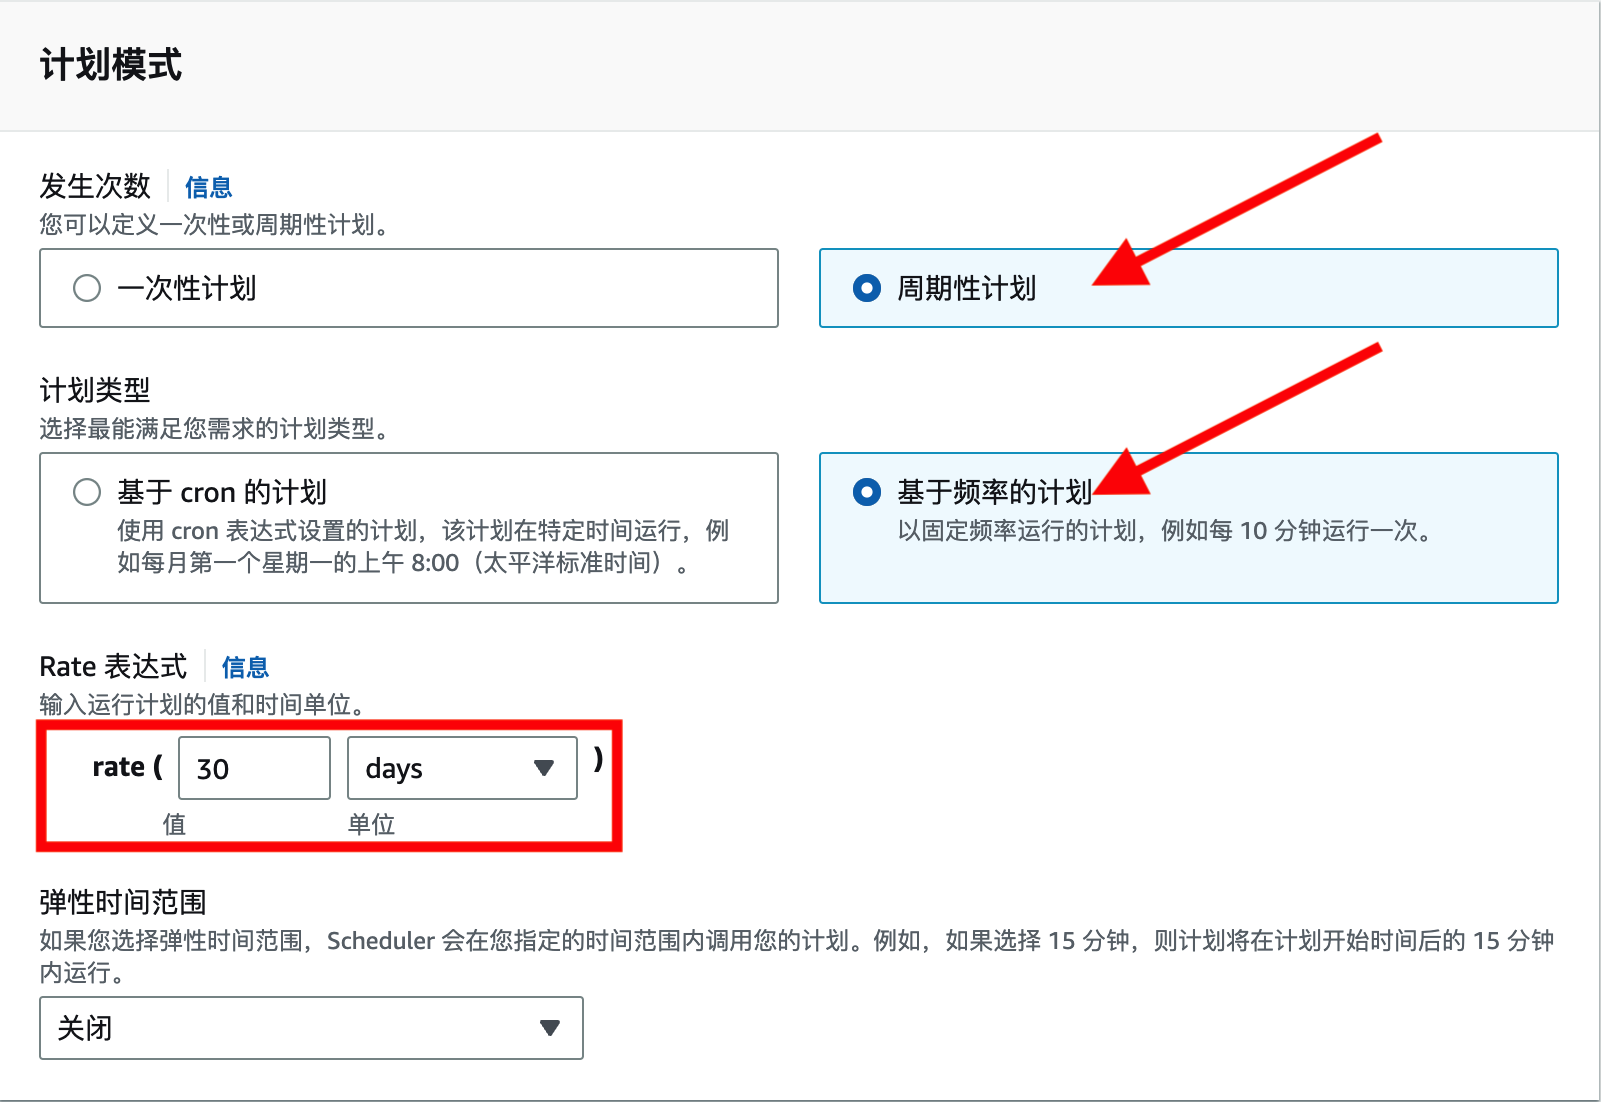 计划模式
发生次数 信息
您可以定义一次性或周期性计划。
一次性计划
周期性计划
计划类型
选择最能满足您需求的计划类型。
基于 cron 的计划
使用 cron 表达式设置的计划，该计划在特定时间运行，例
如每月第一个星期一的上午 8:00（太平洋标准时间）。
基于频率的计划
以固定频率运行的计划，例如每 10 分钟运行一次。
Rate 表达式 信息
输入运行计划的值和时间单位。
rate ( 30 days )
值 单位
弹性时间范围
如果您选择弹性时间范围，Scheduler 会在您指定的时间范围内调用您的计划。例如，如果选择 15 分钟，则计划将在计划开始时间后的 15 分钟
内运行。
关闭